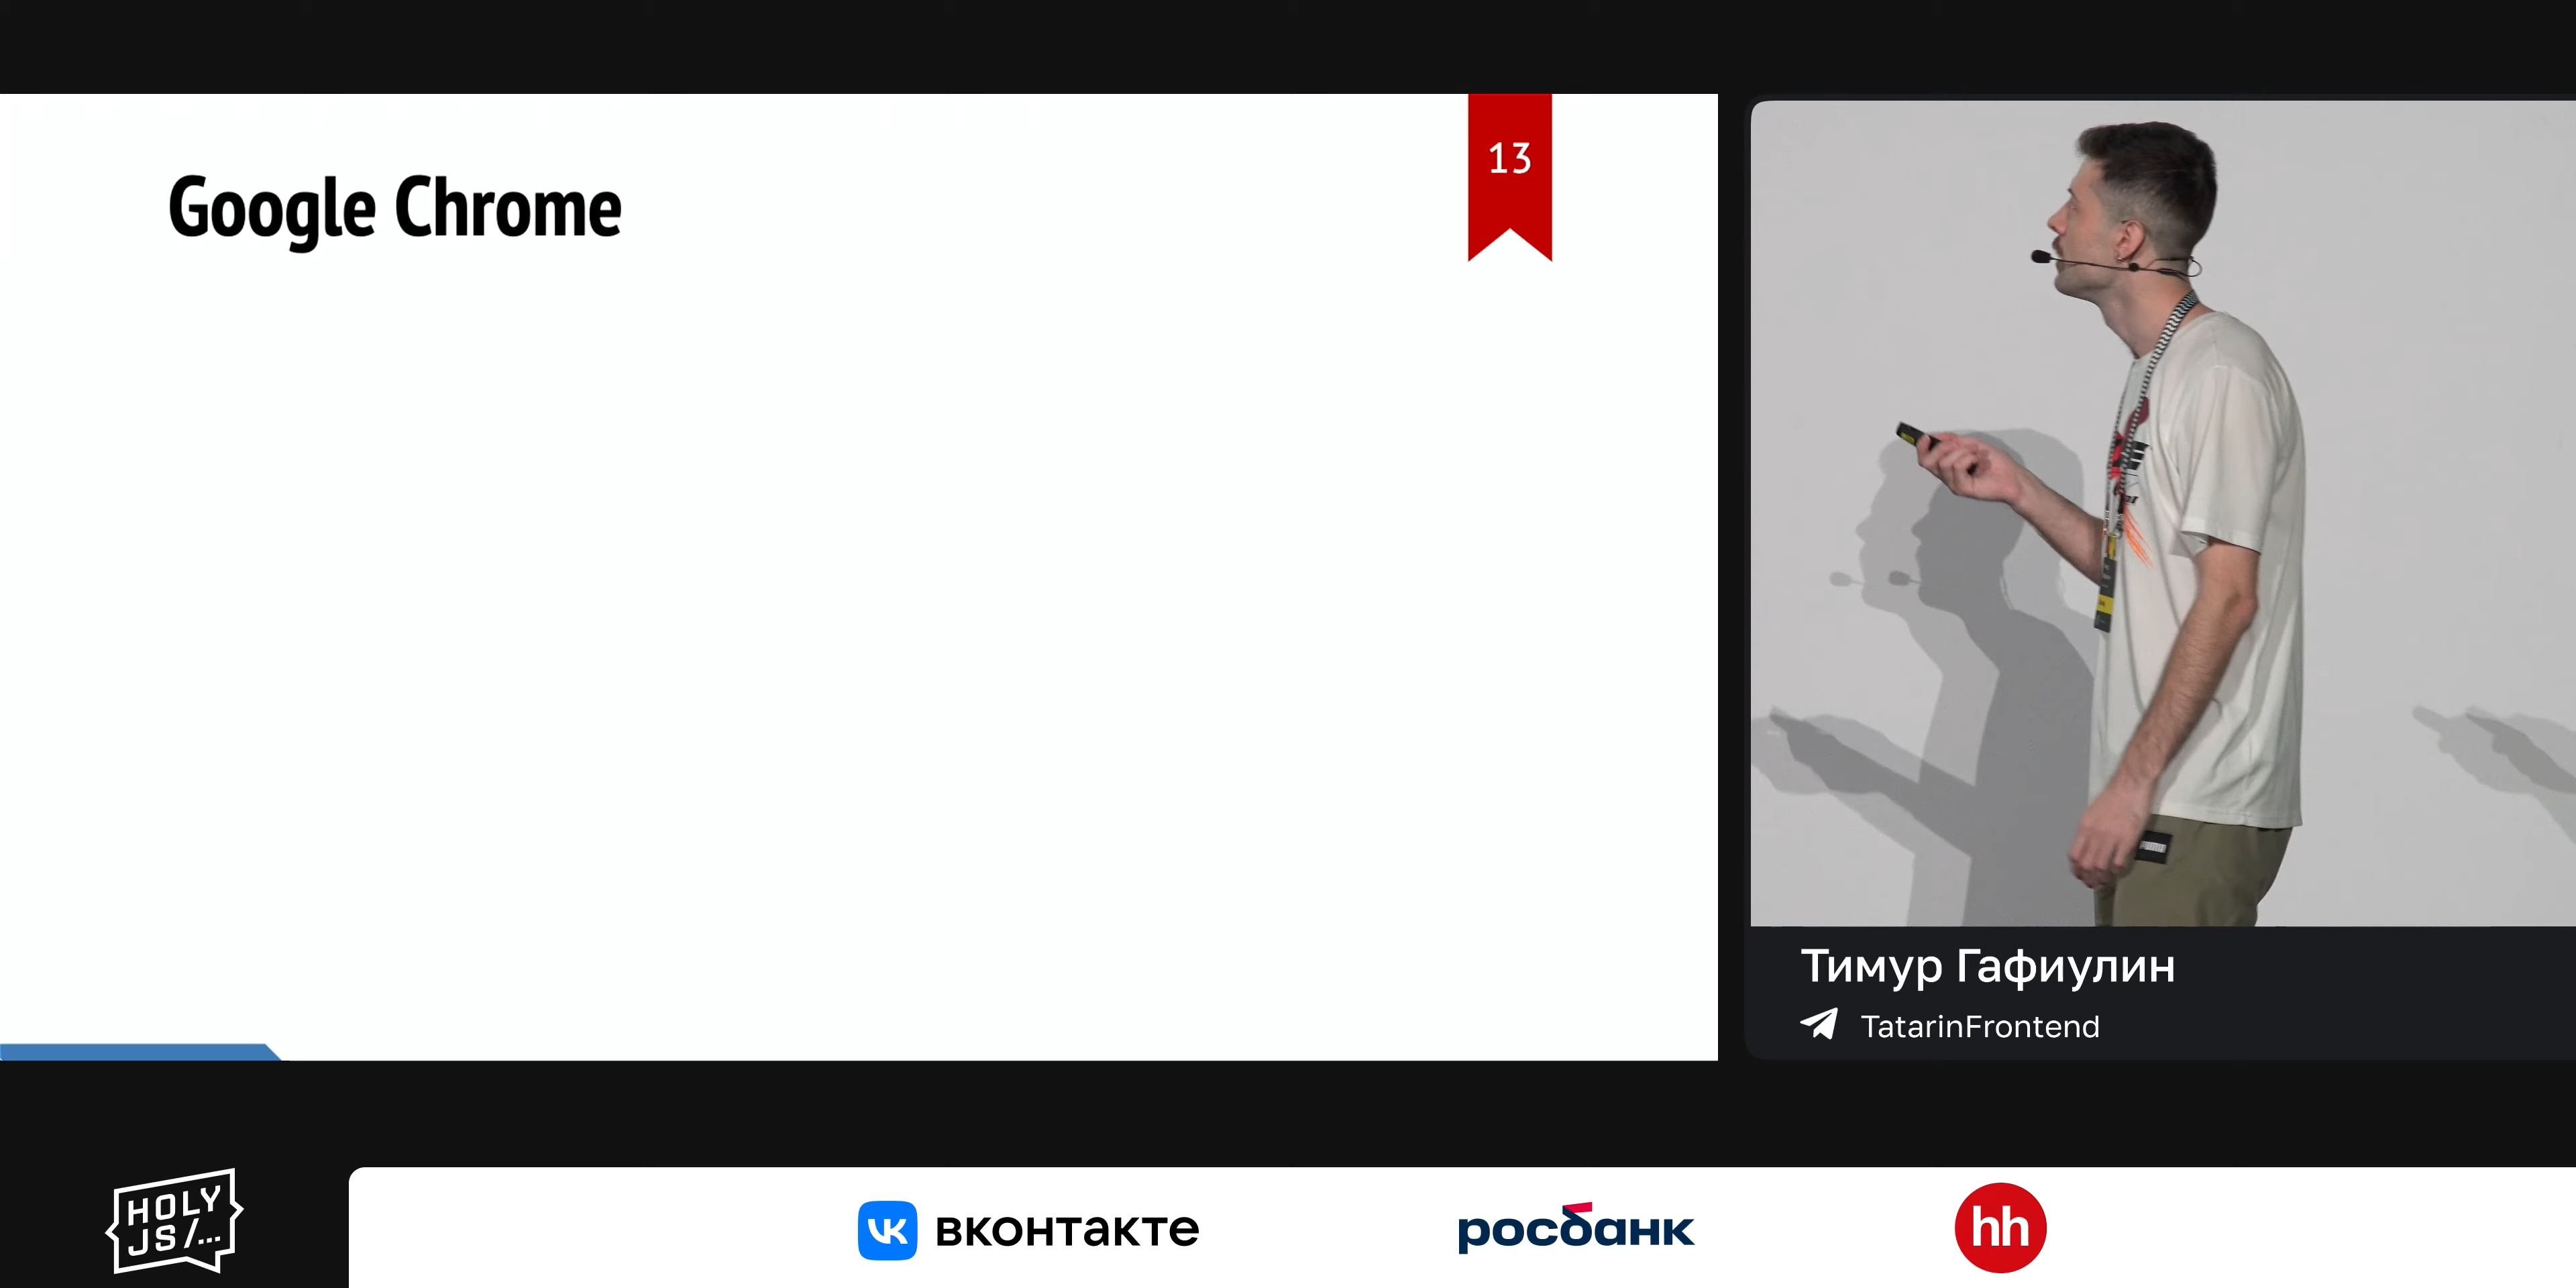 Google Chrome
13
Тимур Гафиулин
TatarinFrontend
HOLY
JS/...
вконтакте
росбанк
hh